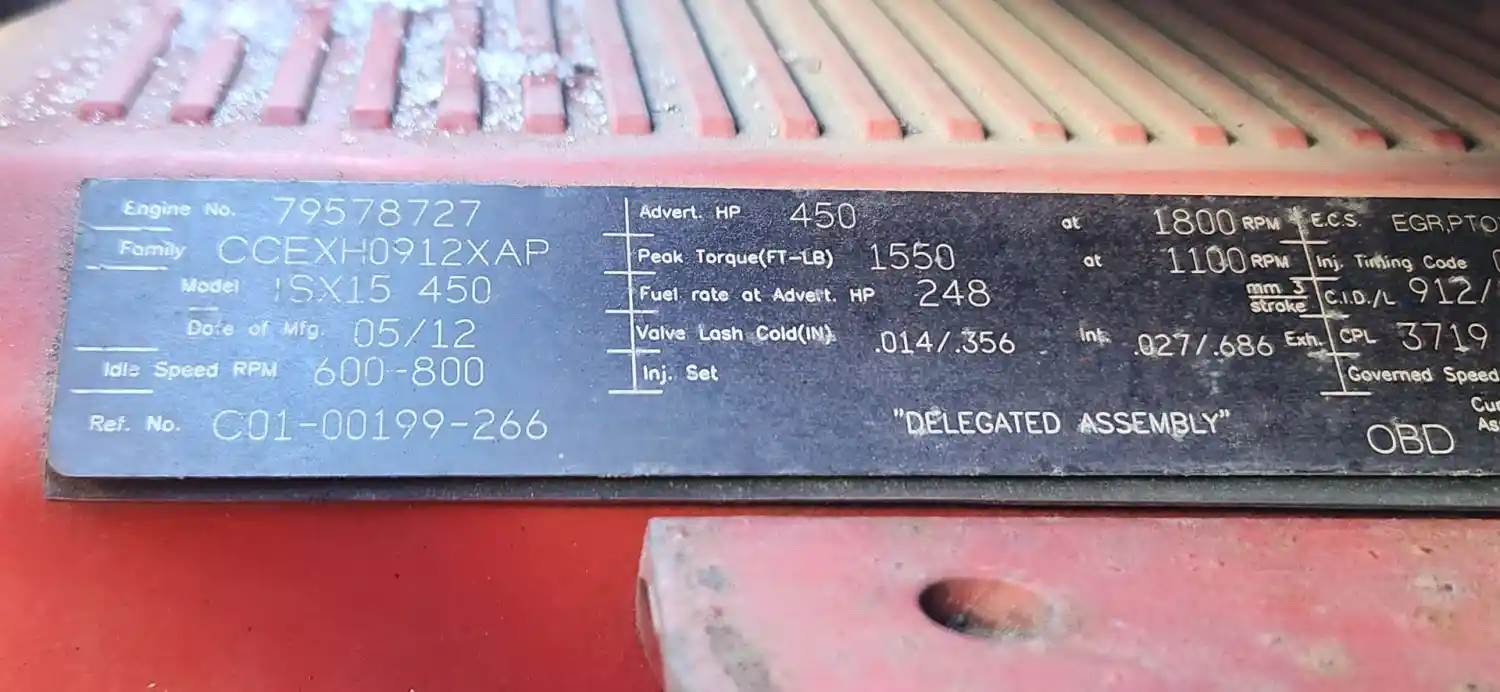 Engine No. 79578727
Family CCEXH0912XAP
Model ISX15 450
Date of Mfg. 05/12
Idle Speed RPM 600-800
Ref. No. C01-00199-266
Advert. HP 450 at 1800 RPM
Peak Torque(FT-LB) 1550 at 1100 RPM
Fuel rate at Advert. HP 248 mm 3 stroke
Valve Lash Cold(IN) .014/.356 Int. .027/.686 Exh.
Inj. Set
"DELEGATED ASSEMBLY"
E.C.S. EGR,PTO
Inj. Timing Code
C.I.D./L 912/
CPL 3719
Governed Speed
OBD